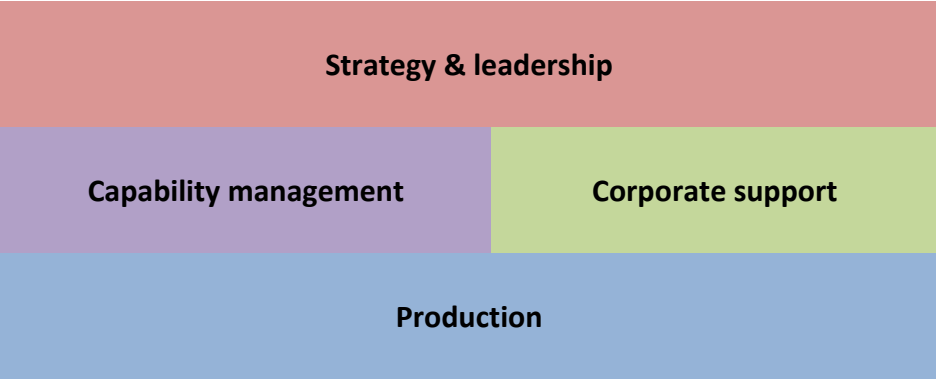 Strategy & leadership
Capability management
Corporate support
Production